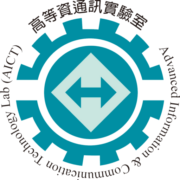 高等資通訊實驗室
Advanced Information & Communication Technology Lab (AICT)